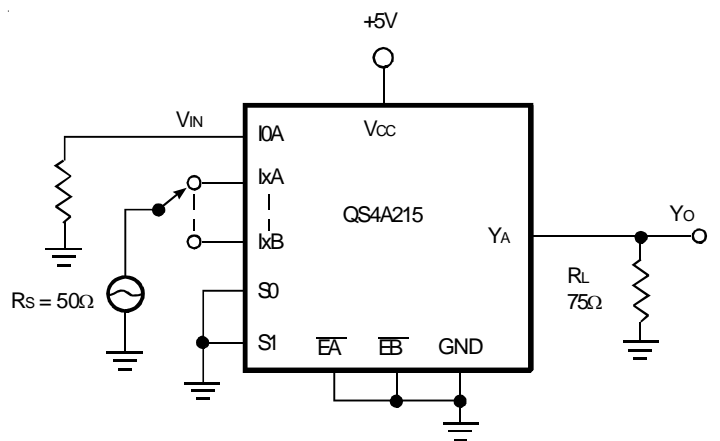 +5V
VIN
I0A
VCC
IxA
QS4A215
IxB
YA
YO
RS = 50Ω
S0
RL
75Ω
S1
EA
EB
GND